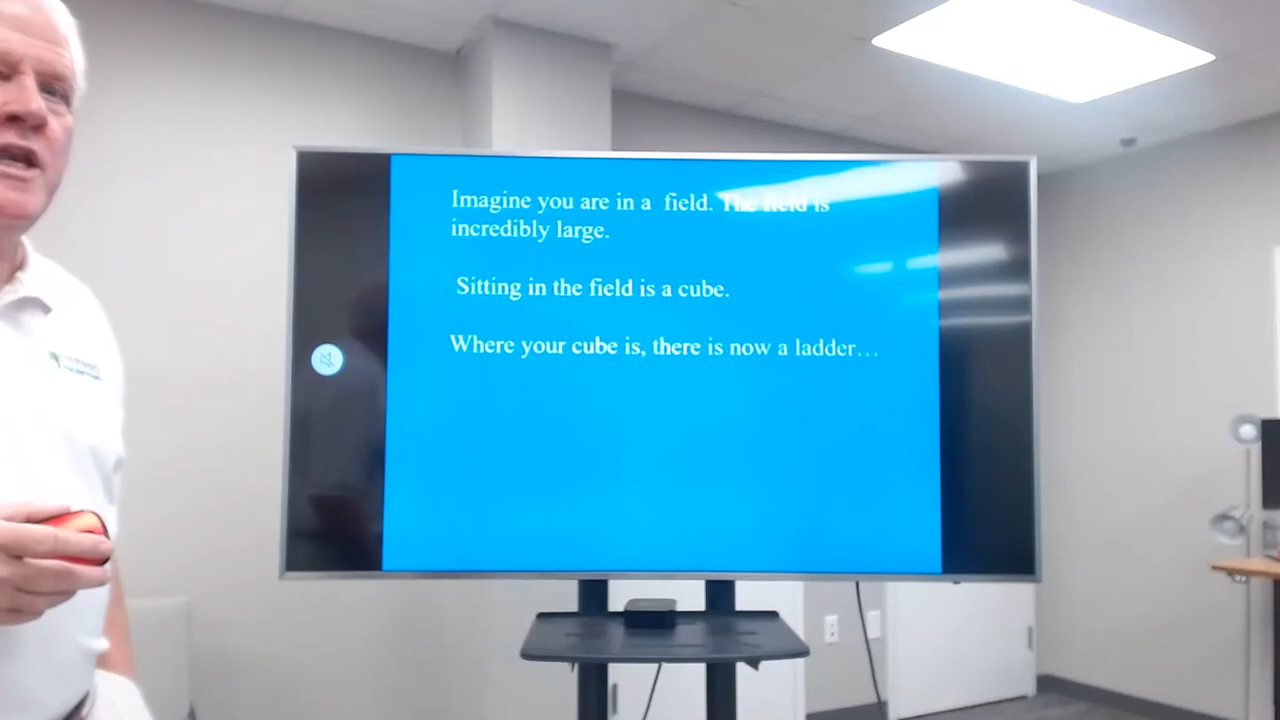 Imagine you are in a  field. The field is
incredibly large.
Sitting in the field is a cube.
Where your cube is, there is now a ladder…